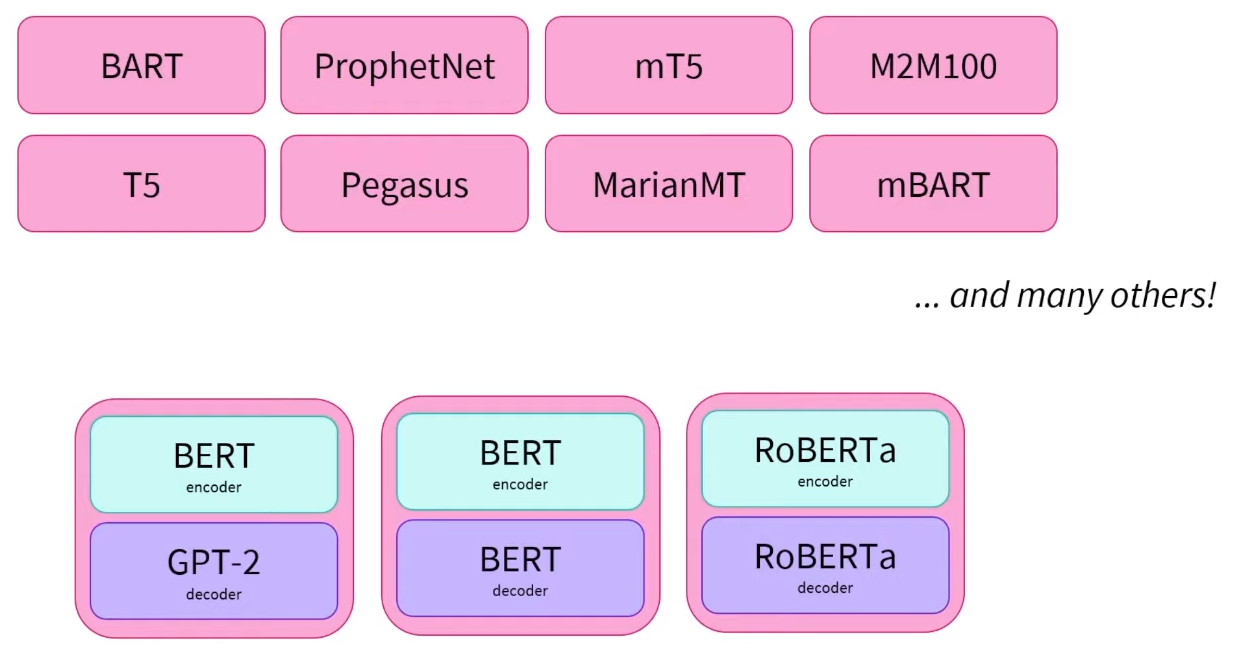 BART ProphetNet mT5 M2M100
T5 Pegasus MarianMT mBART
... and many others!
BERT
encoder
GPT-2
decoder
BERT
encoder
BERT
decoder
RoBERTa
encoder
RoBERTa
decoder